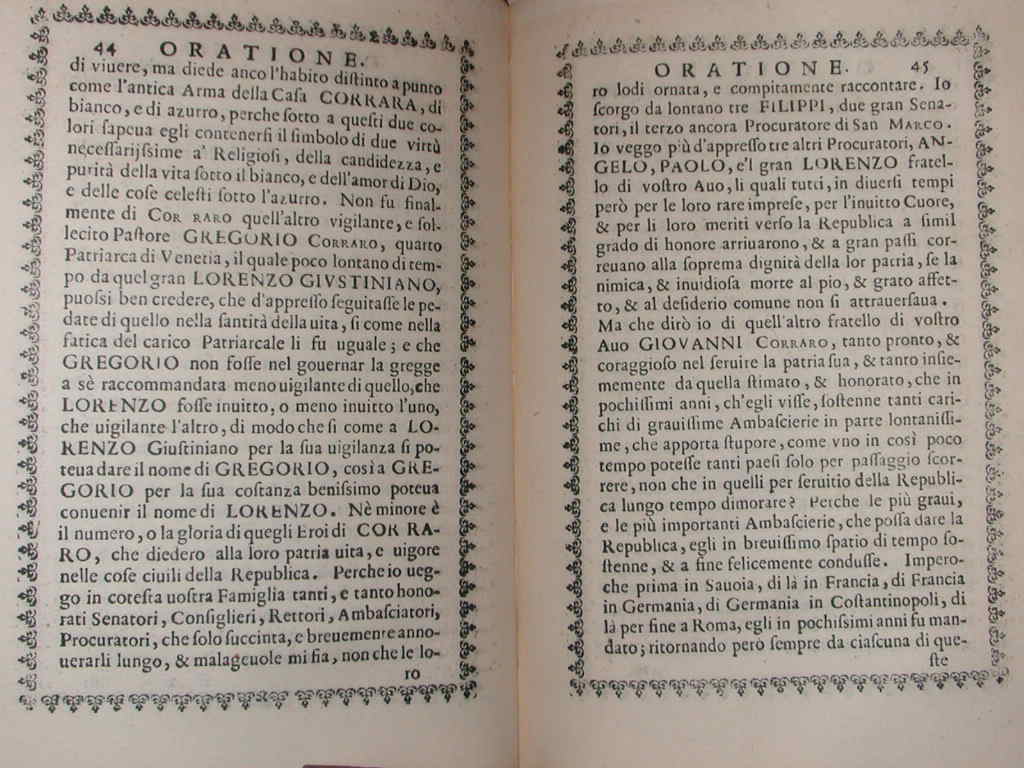 44 ORATIONE.
di viuere, ma diede anco l'habito diſtinto a punto
come l'antica Arma della Caſa CORRARA, di
bianco, e di azurro, perche ſotto a queſti due co-
lori ſapeua egli contenerſi il ſimbolo di due virtù
neceſſarijſsime a' Religioſi, della candidezza, e
purità della vita ſotto il bianco, e dell'amor di Dio,
e delle coſe celeſti ſotto l'azurro. Non fu final-
mente di COR RARO quell'altro vigilante, e ſol-
lecito Paſtore GREGORIO CORRARO, quarto
Patriarca di Venetia, il quale poco lontano di tem-
po da quel gran LORENZO GIVSTINIANO,
puoſsi ben credere, che d'appreſſo ſeguitaſſe le pe-
date di quello nella ſantità della uita, ſi come nella
fatica del carico Patriarcale li fu uguale; e che
GREGORIO non foſſe nel gouernar la gregge
a sè raccommandata meno uigilante di quello, che
LORENZO foſſe inuitto, o meno inuitto l'uno,
che uigilante l'altro, di modo che ſi come a LO-
RENZO Giuſtiniano per la ſua uigilanza ſi po-
teua dare il nome di GREGORIO, così a GRE-
GORIO per la ſua coſtanza beniſsimo poteua
conuenir il nome di LORENZO. Nè minore è
il numero, o la gloria di quegli Eroi di COR RA-
RO, che diedero alla loro patria uita, e uigore
nelle coſe ciuili della Republica. Perche io ueg-
go in coteſta uoſtra Famiglia tanti, e tanto hono-
rati Senatori, Conſiglieri, Rettori, Ambaſciatori,
Procuratori, che ſolo ſuccinta, e breuemente anno-
uerarli lungo, & malageuole mi ſia, non che le lo-
ro
ORATIONE. 45
ro lodi ornata, e compitamente raccontare. Io
ſcorgo da lontano tre FILIPPI, due gran Sena-
tori, il terzo ancora Procuratore di San MARCO.
Io veggo più d'appreſſo tre altri Procuratori, AN-
GELO, PAOLO, e'l gran LORENZO fratel-
lo di voſtro Auo, li quali tutti, in diuerſi tempi
però per le loro rare impreſe, per l'inuitto Cuore,
& per li loro meriti verſo la Republica a ſimil
grado di honore arriuarono, & a gran paſſi cor-
reuano alla ſoprema dignità della lor patria, ſe la
nimica, & inuidioſa morte al pio, & grato affet-
to, & al deſiderio comune non ſi attrauerſaua.
Ma che dirò io di quell'altro fratello di voſtro
Auo GIOVANNI CORRARO, tanto pronto, &
coraggioſo nel ſeruire la patria ſua, & tanto inſie-
memente da quella ſtimato, & honorato, che in
pochiſſimi anni, ch'egli viſſe, ſoſtenne tanti cari-
chi di grauiſſime Ambaſcierie in parte lontaniſſi-
me, che apporta ſtupore, come vno in così poco
tempo poteſſe tanti paeſi ſolo per paſſaggio ſcor-
rere, non che in quelli per ſeruitio della Republi-
ca lungo tempo dimorare? Perche le più graui,
e le più importanti Ambaſcierie, che poſſa dare la
Republica, egli in breuiſſimo ſpatio di tempo ſo-
ſtenne, & a fine felicemente conduſſe. Impero-
che prima in Sauoia, di là in Francia, di Francia
in Germania, di Germania in Coſtantinopoli, di
là per fine a Roma, egli in pochiſsimi anni fu man-
dato; ritornando però ſempre da ciaſcuna di que-
ſte